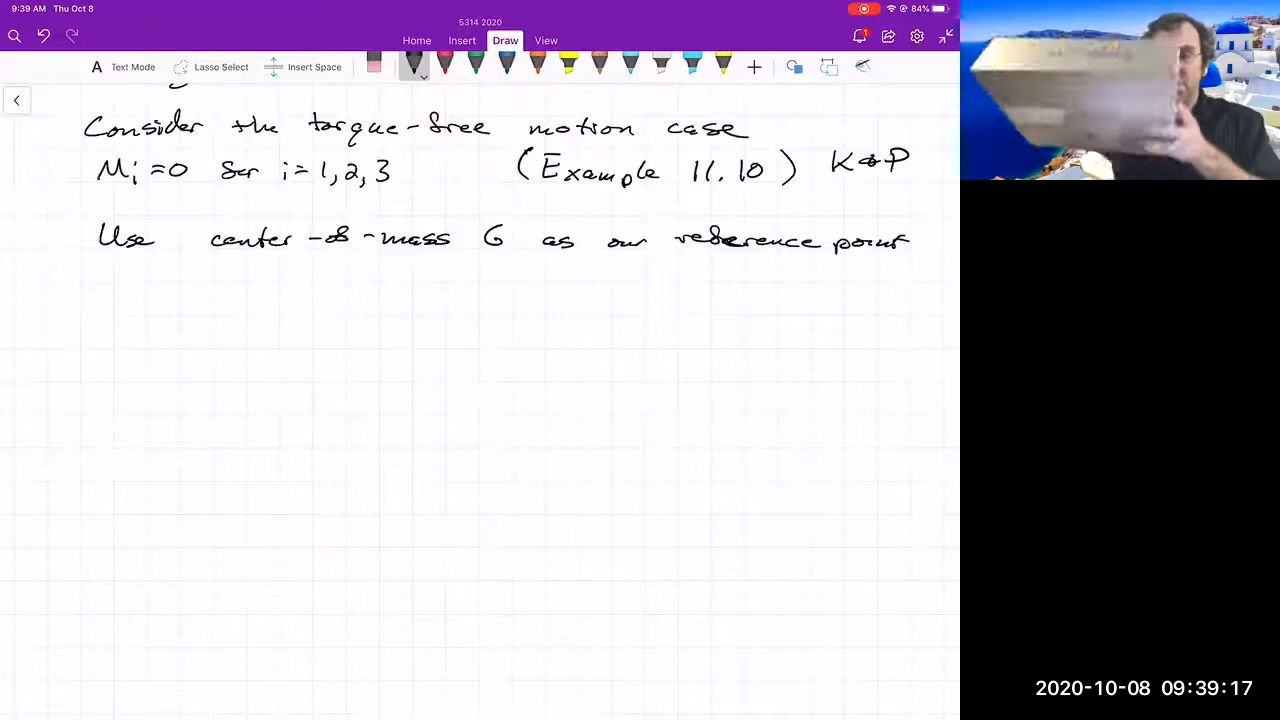 9:39 AM Thu Oct 8
84%
5314 2020
Home Insert Draw View
1
A Text Mode Lasso Select Insert Space
Consider the torque-free motion case
Mi = 0 for i = 1, 2, 3 (Example 11.10) K&P
Use center-of-mass G as our reference point
2020-10-08 09:39:17